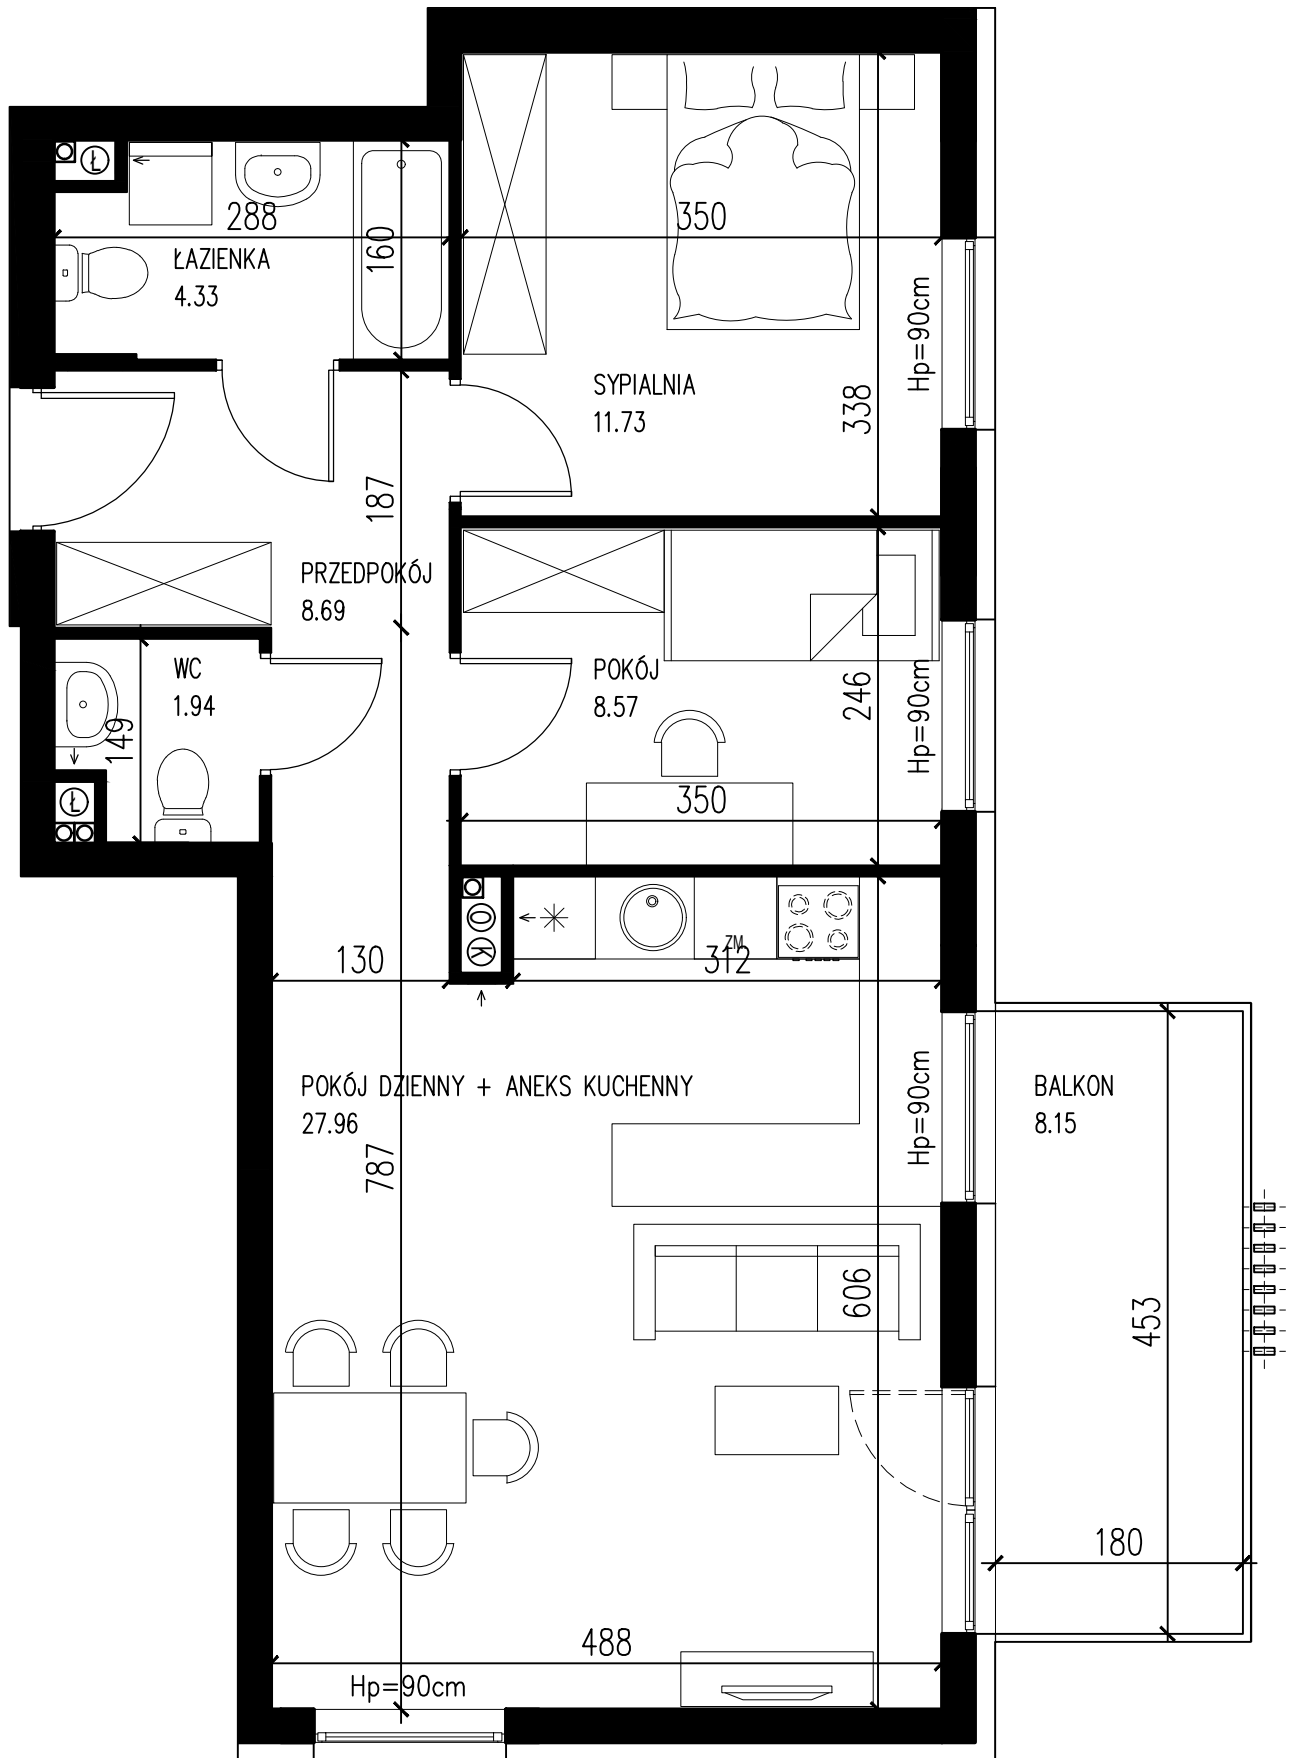 Ł
288
350
160
ŁAZIENKA
4.33
Hp=90cm
SYPIALNIA
11.73
338
187
PRZEDPOKÓJ
8.69
WC
1.94
149
POKÓJ
8.57
246
Hp=90cm
350
Ł
O
K
ZM
130
312
POKÓJ DZIENNY + ANEKS KUCHENNY
27.96
Hp=90cm
BALKON
8.15
787
606
453
180
488
Hp=90cm